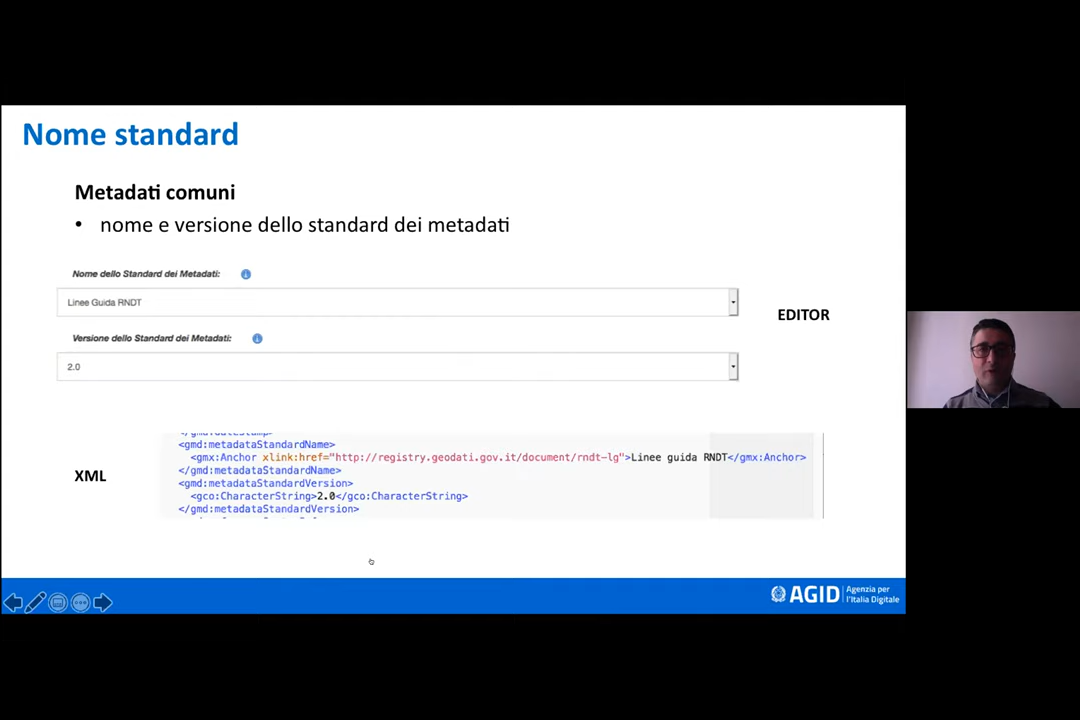 Nome standard
Metadati comuni
• nome e versione dello standard dei metadati
Nome dello Standard dei Metadati:
Linee Guida RNDT
EDITOR
Versione dello Standard dei Metadati:
2.0
XML
<gmd:metadataStandardName>
<gmx:Anchor xlink:href="http://registry.geodati.gov.it/document/rndt-lg">Linee guida RNDT</gmx:Anchor>
</gmd:metadataStandardName>
<gmd:metadataStandardVersion>
<gco:CharacterString>2.0</gco:CharacterString>
</gmd:metadataStandardVersion>
AGID Agenzia per
l'Italia Digitale